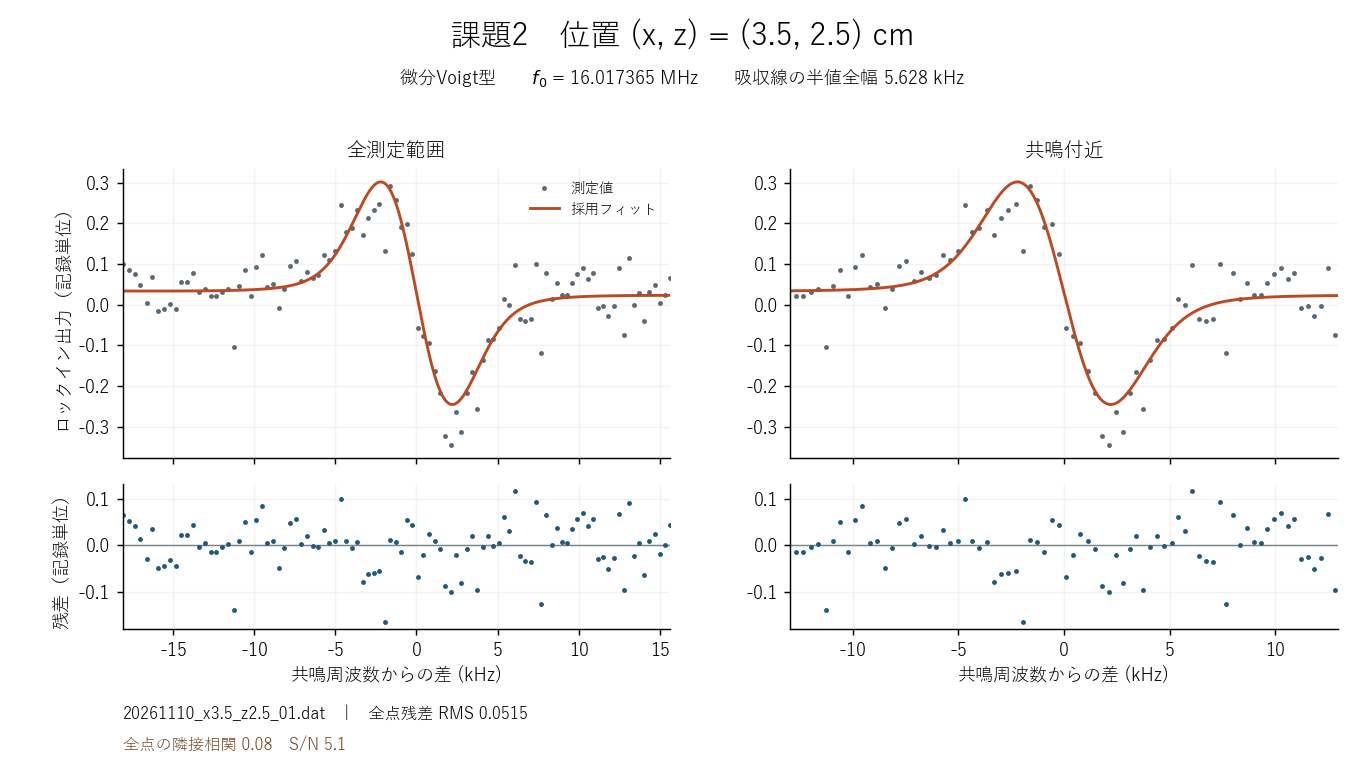 課題2 位置 (x, z) = (3.5, 2.5) cm
微分Voigt型 f₀ = 16.017365 MHz 吸収線の半値全幅 5.628 kHz
全測定範囲
ロックイン出力（記録単位）
0.3
0.2
0.1
0.0
-0.1
-0.2
-0.3
測定値
採用フィット
共鳴付近
0.3
0.2
0.1
0.0
-0.1
-0.2
-0.3
残差（記録単位）
0.1
0.0
-0.1
-15 -10 -5 0 5 10 15
共鳴周波数からの差 (kHz)
0.1
0.0
-0.1
-10 -5 0 5 10
共鳴周波数からの差 (kHz)
20261110_x3.5_z2.5_01.dat | 全点残差 RMS 0.0515
全点の隣接相関 0.08 S/N 5.1